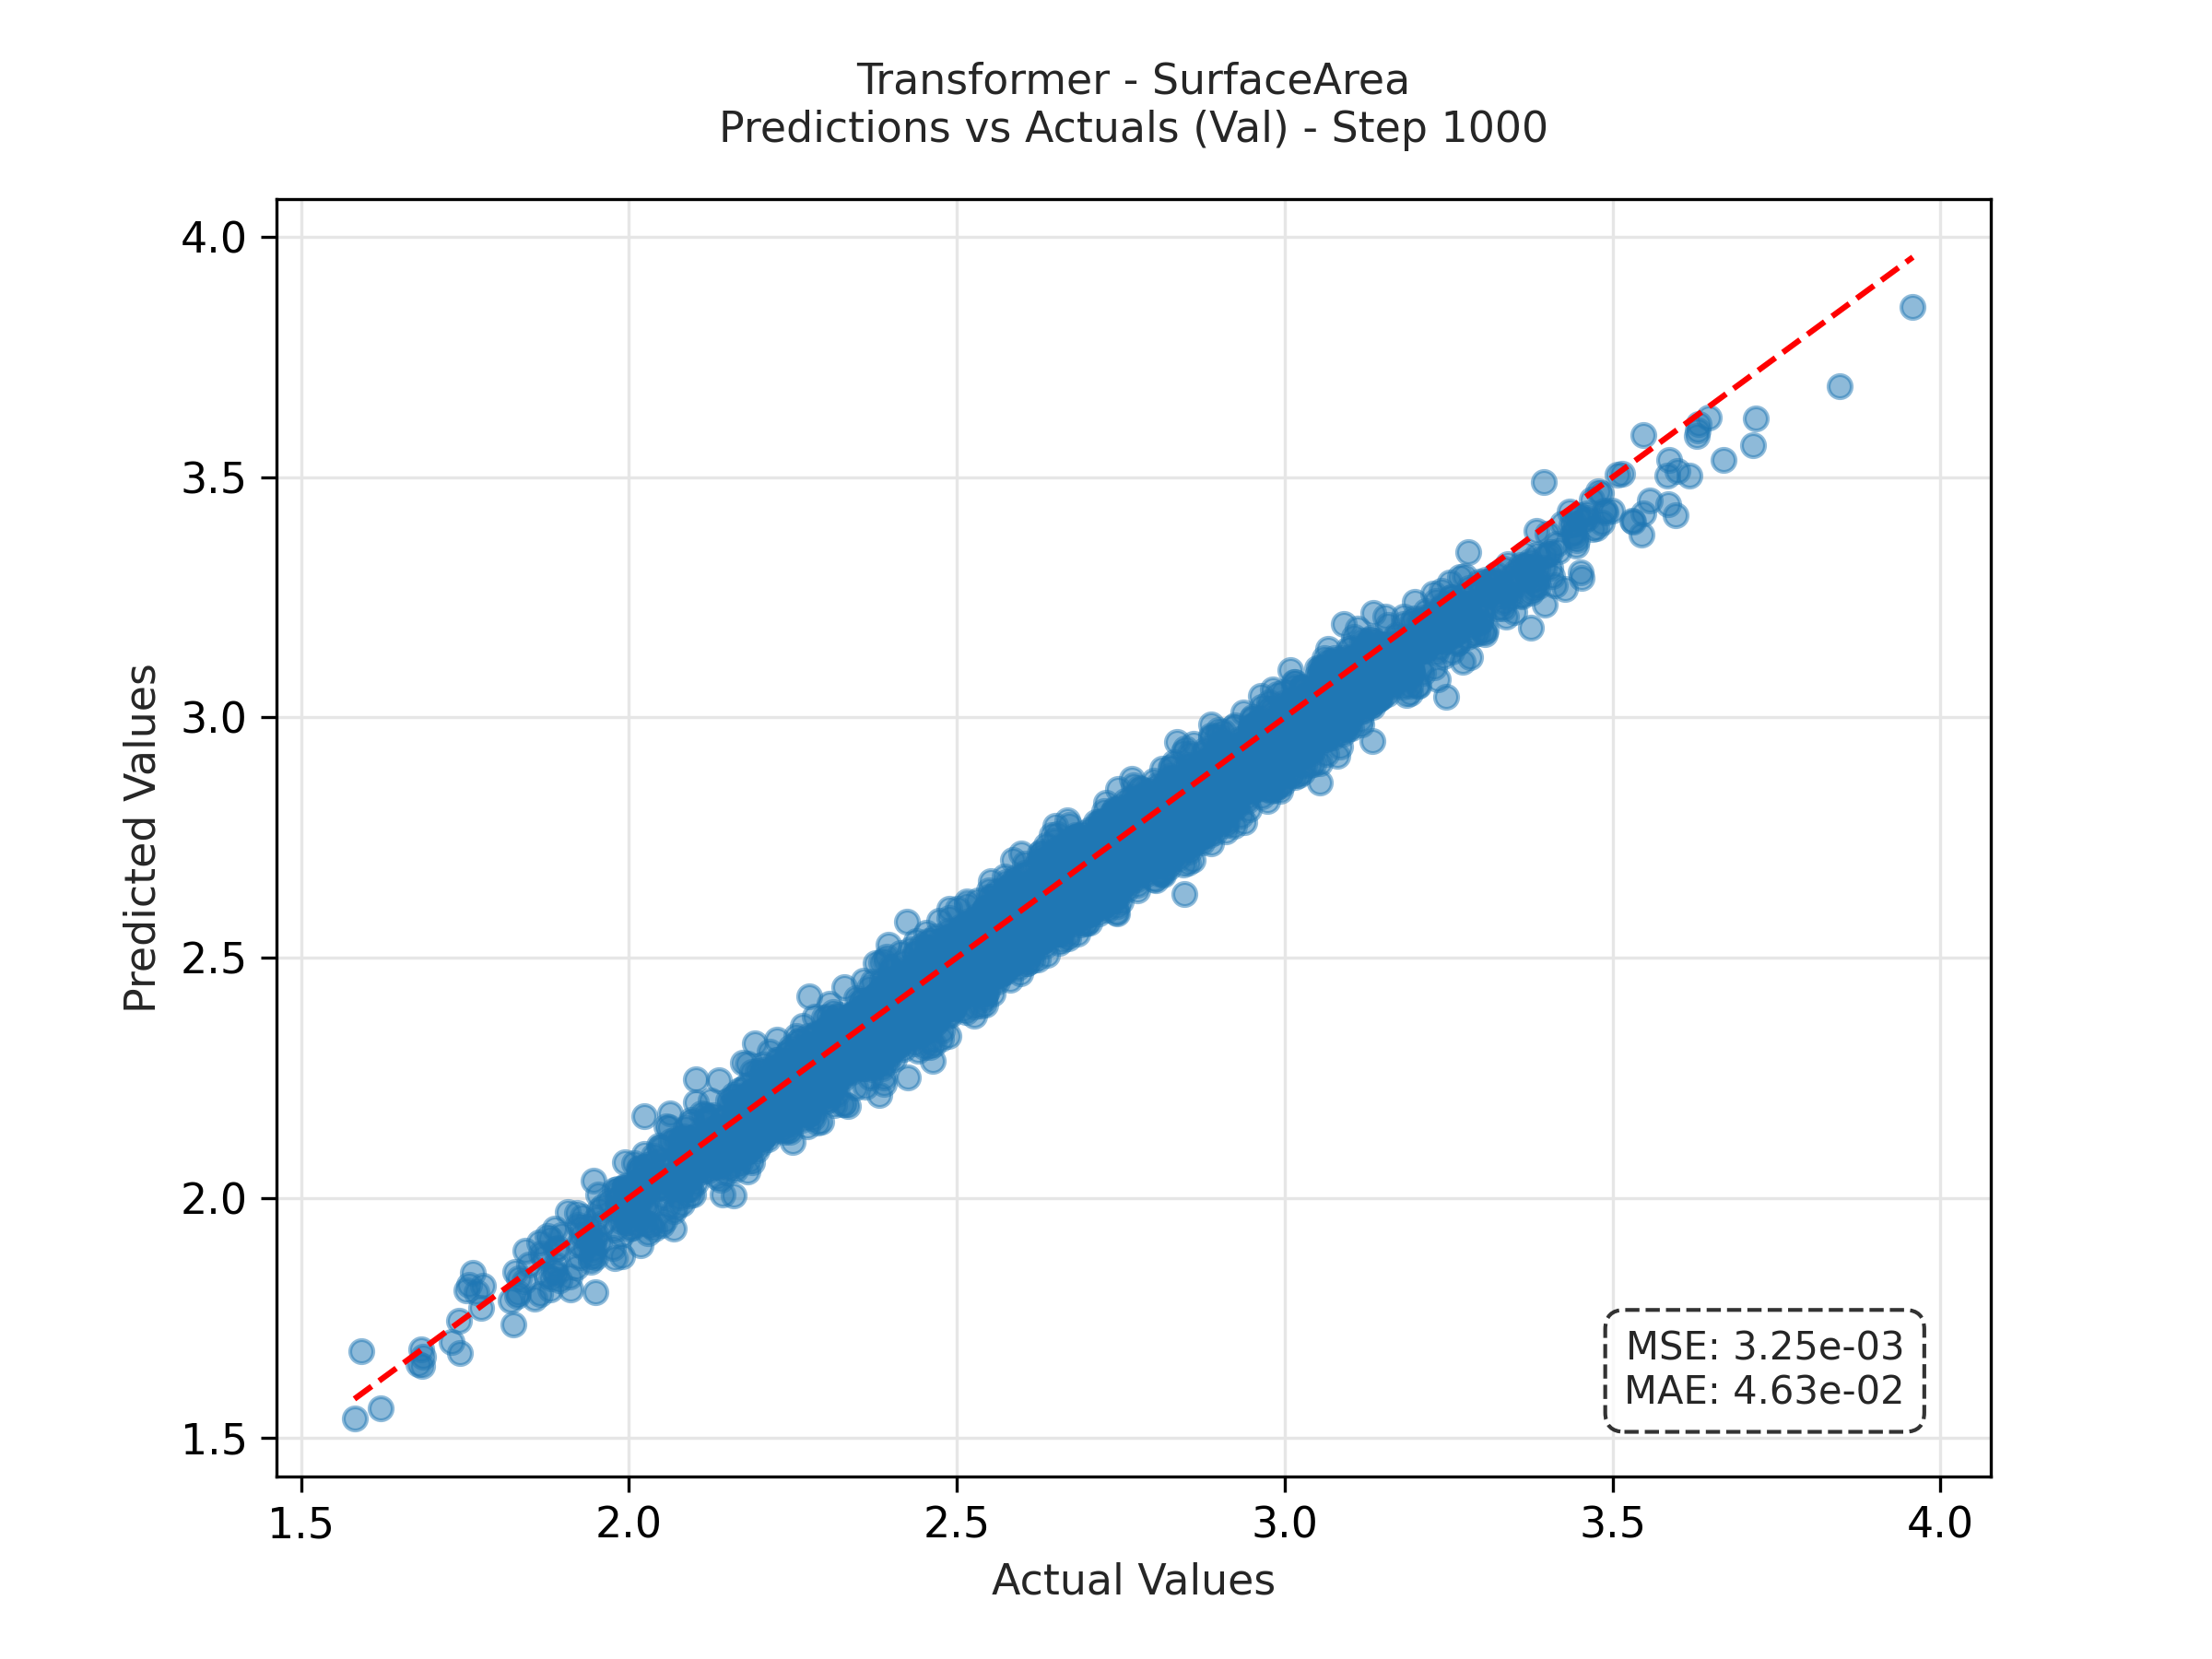 Transformer - SurfaceArea
Predictions vs Actuals (Val) - Step 1000
Predicted Values
4.0
3.5
3.0
2.5
2.0
1.5
MSE: 3.25e-03
MAE: 4.63e-02
1.5 2.0 2.5 3.0 3.5 4.0
Actual Values